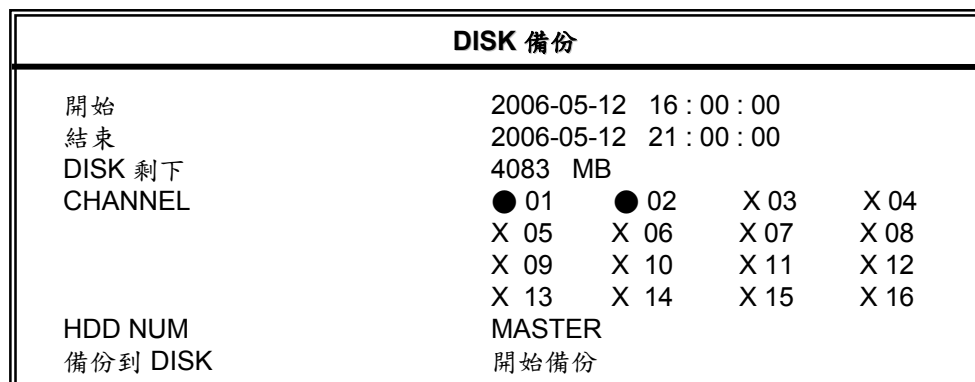 DISK 備份
開始 2006-05-12 16 : 00 : 00
結束 2006-05-12 21 : 00 : 00
DISK 剩下 4083 MB
CHANNEL ● 01 ● 02 X 03 X 04
X 05 X 06 X 07 X 08
X 09 X 10 X 11 X 12
X 13 X 14 X 15 X 16
HDD NUM MASTER
備份到 DISK 開始備份